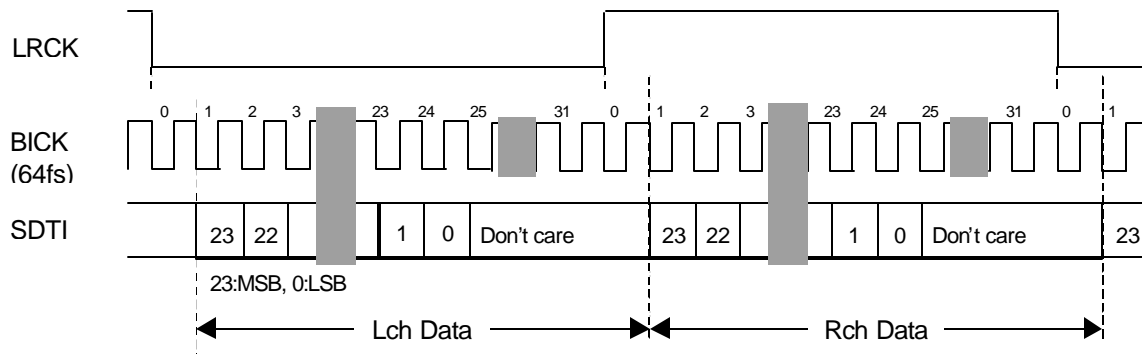 LRCK
0 1 2 3 23 24 25 31 0 1 2 3 23 24 25 31 0 1
BICK
(64fs)
SDTI 23 22 1 0 Don't care 23 22 1 0 Don't care 23
23:MSB, 0:LSB
Lch Data Rch Data